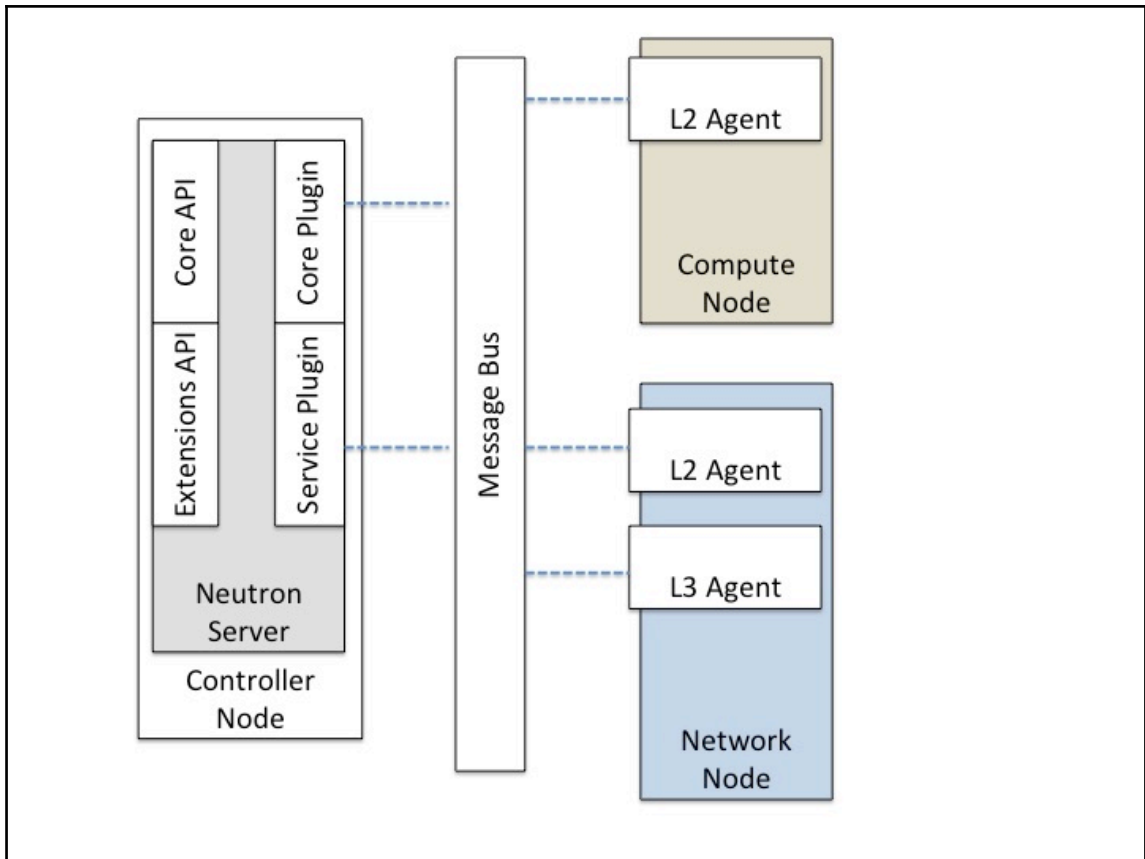 Core API
Core Plugin
Extensions API
Service Plugin
Neutron
Server
Controller
Node
Message Bus
L2 Agent
Compute
Node
L2 Agent
L3 Agent
Network
Node